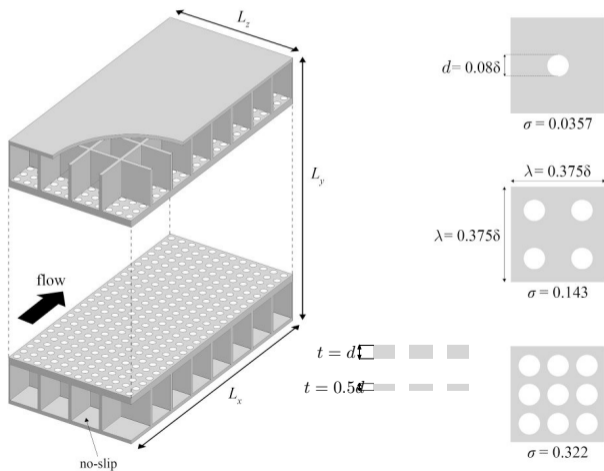 L_z
L_y
flow
L_x
no-slip
t = d
t = 0.5d
d = 0.08δ
σ = 0.0357
λ = 0.375δ
λ = 0.375δ
σ = 0.143
σ = 0.322